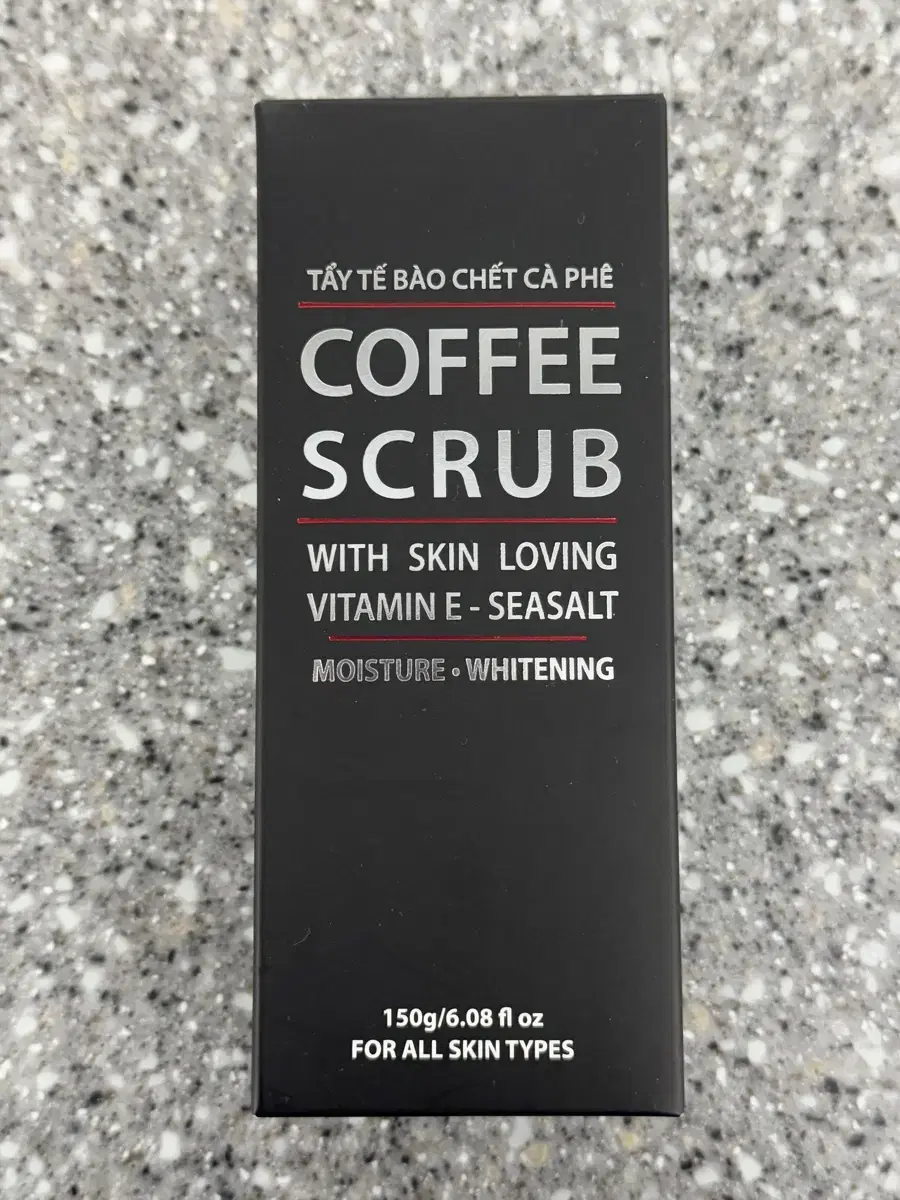 TẨY TẾ BÀO CHẾT CÀ PHÊ
COFFEE
SCRUB
WITH SKIN LOVING
VITAMIN E - SEASALT
MOISTURE • WHITENING
150g/6.08 fl oz
FOR ALL SKIN TYPES